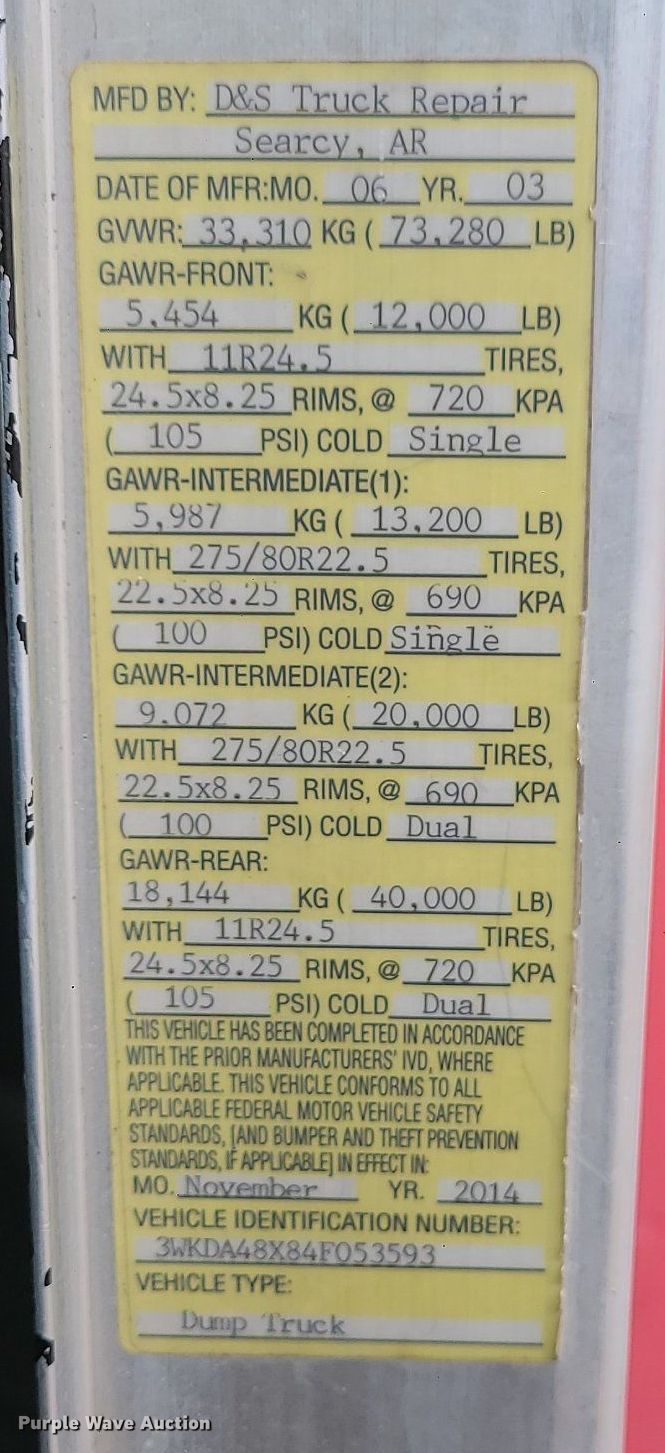 MFD BY: D&S Truck Repair
Searcy, AR
DATE OF MFR:MO. 06 YR. 03
GVWR: 33,310 KG ( 73,280 LB)
GAWR-FRONT:
5.454 KG ( 12,000 LB)
WITH 11R24.5 TIRES,
24.5x8.25 RIMS, @ 720 KPA
( 105 PSI) COLD Single
GAWR-INTERMEDIATE(1):
5,987 KG ( 13,200 LB)
WITH 275/80R22.5 TIRES,
22.5x8.25 RIMS, @ 690 KPA
( 100 PSI) COLD Single
GAWR-INTERMEDIATE(2):
9.072 KG ( 20,000 LB)
WITH 275/80R22.5 TIRES,
22.5x8.25 RIMS, @ 690 KPA
( 100 PSI) COLD Dual
GAWR-REAR:
18,144 KG ( 40,000 LB)
WITH 11R24.5 TIRES,
24.5x8.25 RIMS, @ 720 KPA
( 105 PSI) COLD Dual
THIS VEHICLE HAS BEEN COMPLETED IN ACCORDANCE
WITH THE PRIOR MANUFACTURERS' IVD, WHERE
APPLICABLE. THIS VEHICLE CONFORMS TO ALL
APPLICABLE FEDERAL MOTOR VEHICLE SAFETY
STANDARDS, [AND BUMPER AND THEFT PREVENTION
STANDARDS, IF APPLICABLE] IN EFFECT IN:
MO. November YR. 2014
VEHICLE IDENTIFICATION NUMBER:
3WKDA48X84F053593
VEHICLE TYPE:
Dump Truck
Purple Wave Auction